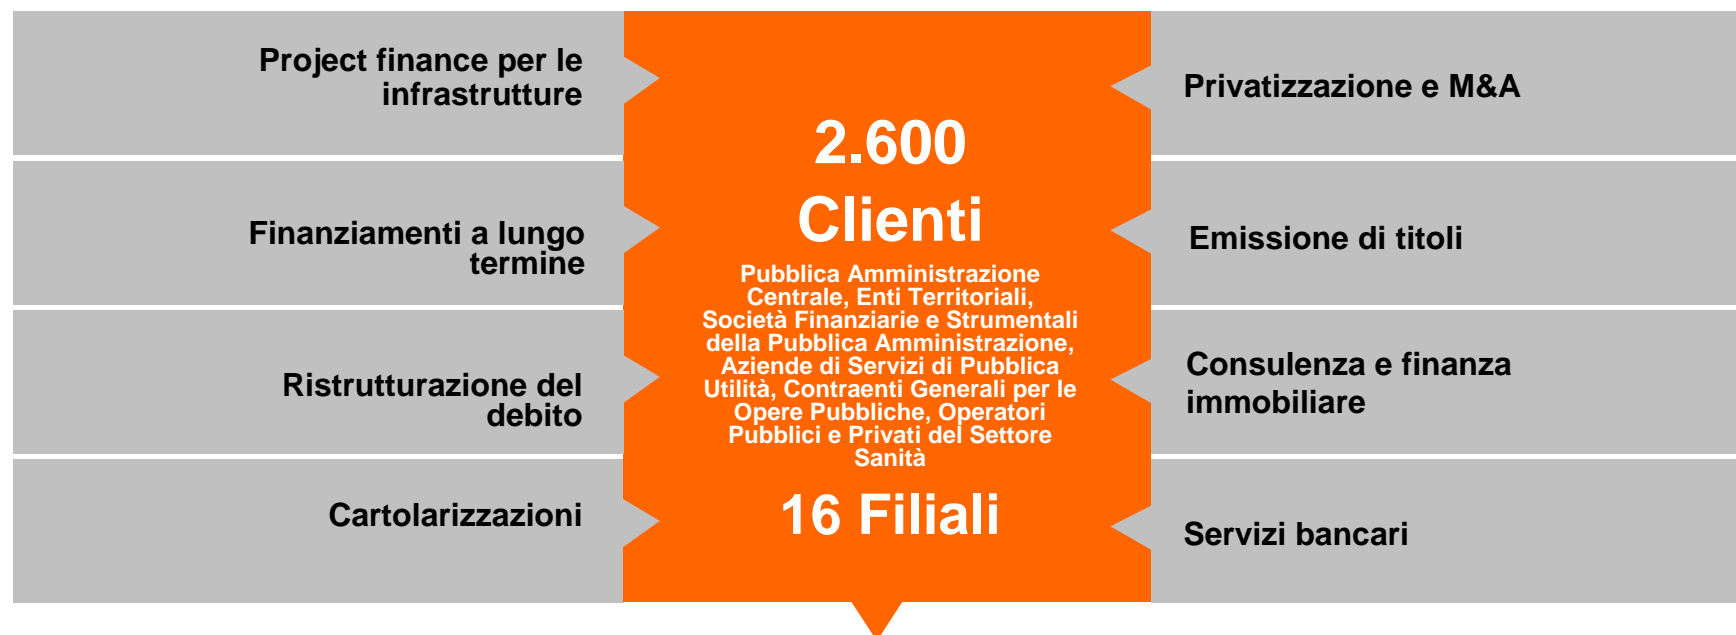 Project finance per le
infrastrutture
Finanziamenti a lungo
termine
Ristrutturazione del
debito
Cartolarizzazioni
2.600
Clienti
Pubblica Amministrazione
Centrale, Enti Territoriali,
Società Finanziarie e Strumentali
della Pubblica Amministrazione,
Aziende di Servizi di Pubblica
Utilità, Contraenti Generali per le
Opere Pubbliche, Operatori
Pubblici e Privati del Settore
Sanità
16 Filiali
Privatizzazione e M&A
Emissione di titoli
Consulenza e finanza
immobiliare
Servizi bancari